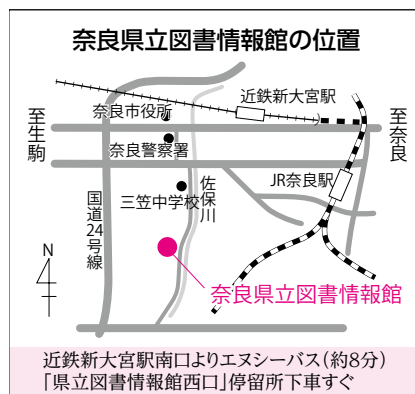 奈良県立図書情報館の位置
近鉄新大宮駅
奈良市役所
至生駒
至奈良
奈良警察署
JR奈良駅
三笠中学校
佐保川
国道24号線
N
奈良県立図書情報館
近鉄新大宮駅南口よりエヌシーバス(約8分)
「県立図書情報館西口」停留所下車すぐ